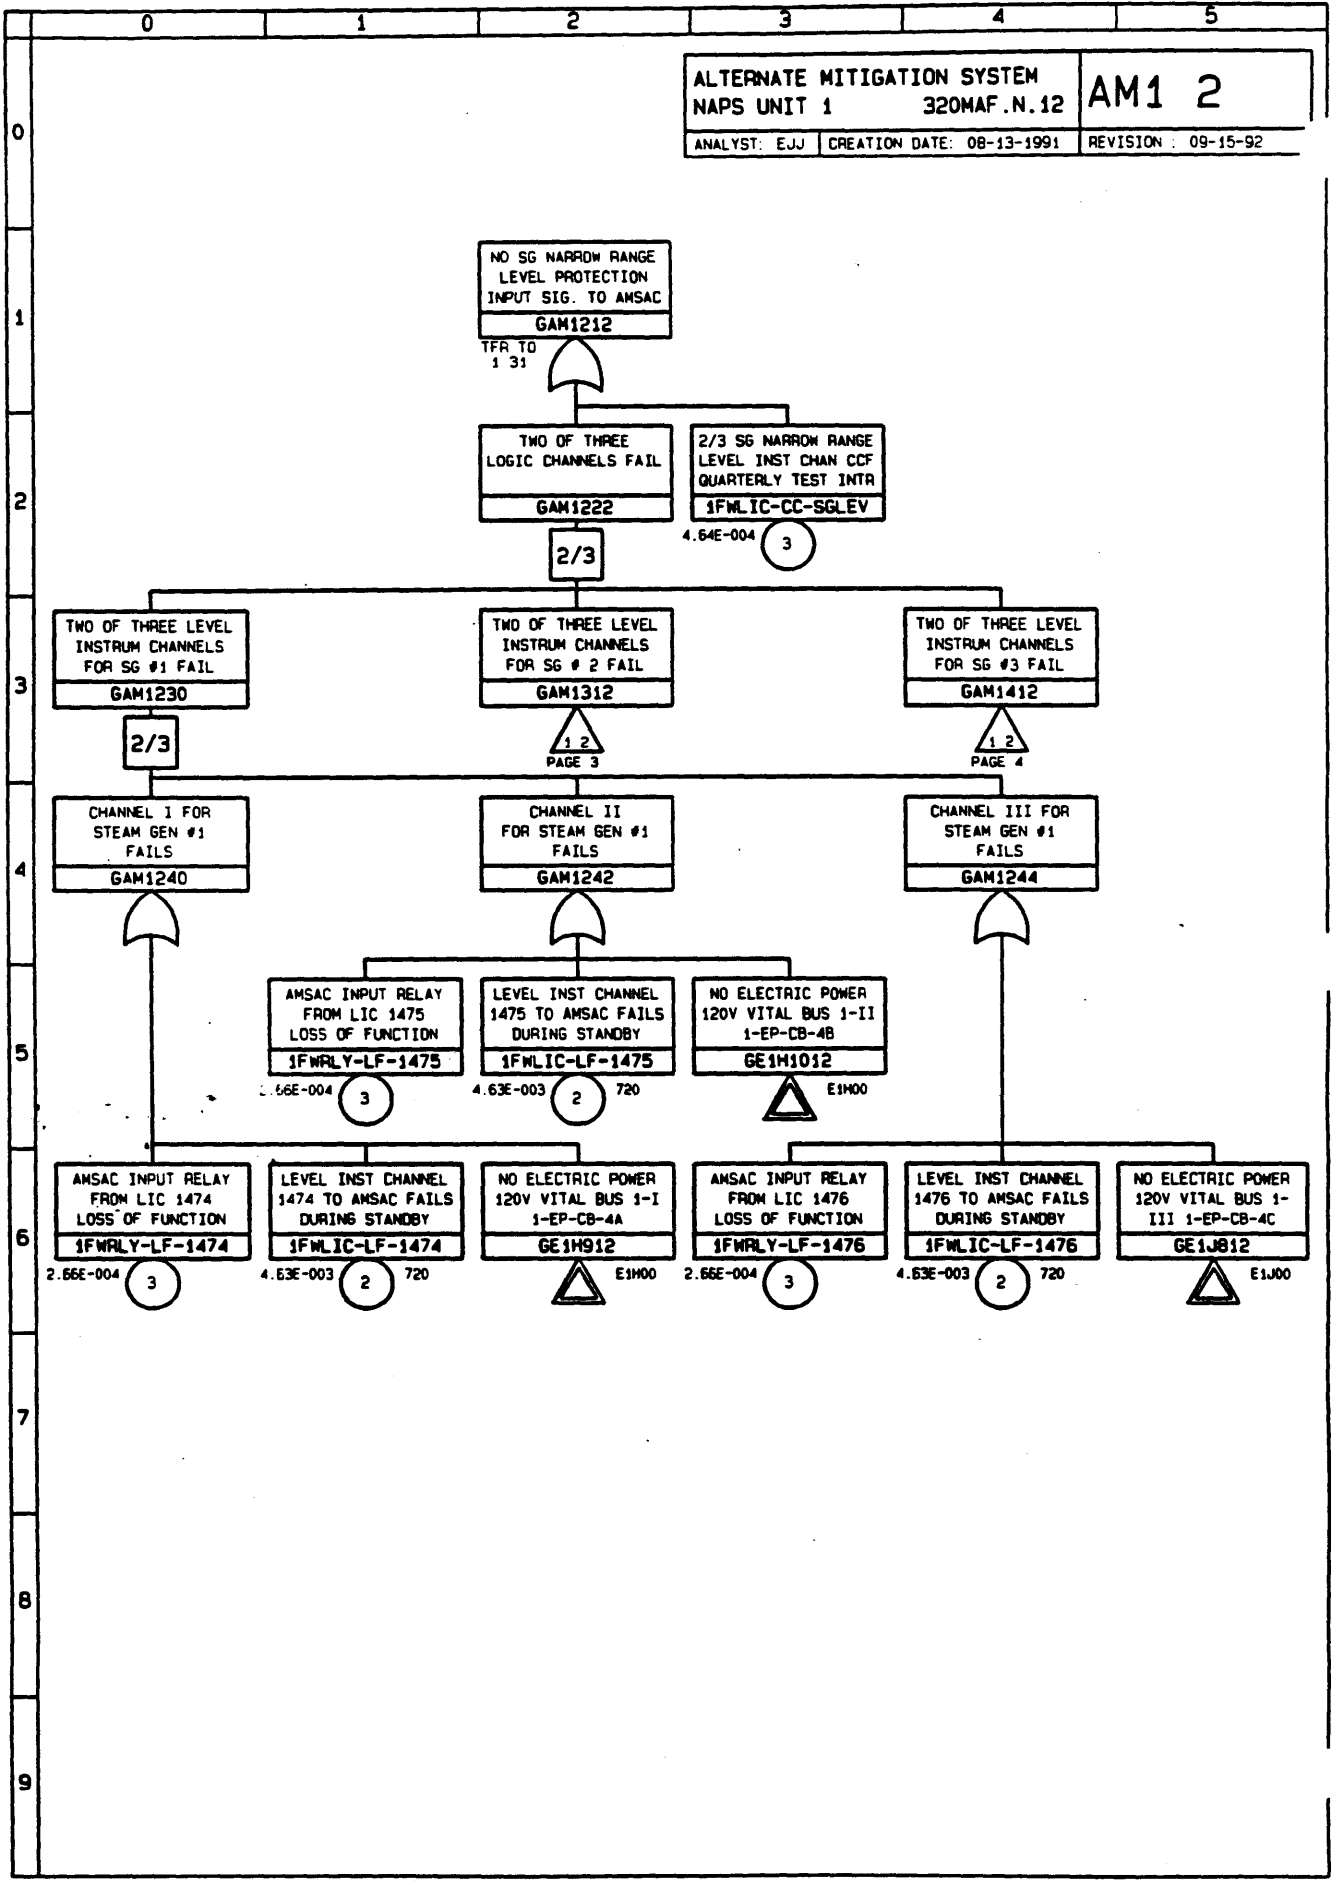 0 1 2 3 4 5
ALTERNATE MITIGATION SYSTEM
NAPS UNIT 1 320MAF.N.12
AM1 2
ANALYST: EJJ CREATION DATE: 08-13-1991 REVISION : 09-15-92
0
NO SG NARROW RANGE
LEVEL PROTECTION
INPUT SIG. TO AMSAC
GAM1212
TFR TO
1 31
1
TWO OF THREE
LOGIC CHANNELS FAIL
GAM1222
2/3
2/3 SG NARROW RANGE
LEVEL INST CHAN CCF
QUARTERLY TEST INTR
1FWLIC-CC-SGLEV
4.64E-004 3
2
TWO OF THREE LEVEL
INSTRUM CHANNELS
FOR SG #1 FAIL
GAM1230
2/3
TWO OF THREE LEVEL
INSTRUM CHANNELS
FOR SG # 2 FAIL
GAM1312
1 2
PAGE 3
TWO OF THREE LEVEL
INSTRUM CHANNELS
FOR SG #3 FAIL
GAM1412
1 2
PAGE 4
3
CHANNEL I FOR
STEAM GEN #1
FAILS
GAM1240
CHANNEL II
FOR STEAM GEN #1
FAILS
GAM1242
CHANNEL III FOR
STEAM GEN #1
FAILS
GAM1244
4
AMSAC INPUT RELAY
FROM LIC 1475
LOSS OF FUNCTION
1FWRLY-LF-1475
.66E-004 3
LEVEL INST CHANNEL
1475 TO AMSAC FAILS
DURING STANDBY
1FWLIC-LF-1475
4.63E-003 2 720
NO ELECTRIC POWER
120V VITAL BUS 1-II
1-EP-CB-4B
GE1H1012
E1H00
5
AMSAC INPUT RELAY
FROM LIC 1474
LOSS OF FUNCTION
1FWRLY-LF-1474
2.66E-004 3
LEVEL INST CHANNEL
1474 TO AMSAC FAILS
DURING STANDBY
1FWLIC-LF-1474
4.63E-003 2 720
NO ELECTRIC POWER
120V VITAL BUS 1-I
1-EP-CB-4A
GE1H912
E1H00
AMSAC INPUT RELAY
FROM LIC 1476
LOSS OF FUNCTION
1FWRLY-LF-1476
2.66E-004 3
LEVEL INST CHANNEL
1476 TO AMSAC FAILS
DURING STANDBY
1FWLIC-LF-1476
4.63E-003 2 720
NO ELECTRIC POWER
120V VITAL BUS 1-
III 1-EP-CB-4C
GE1J812
E1J00
6
7
8
9